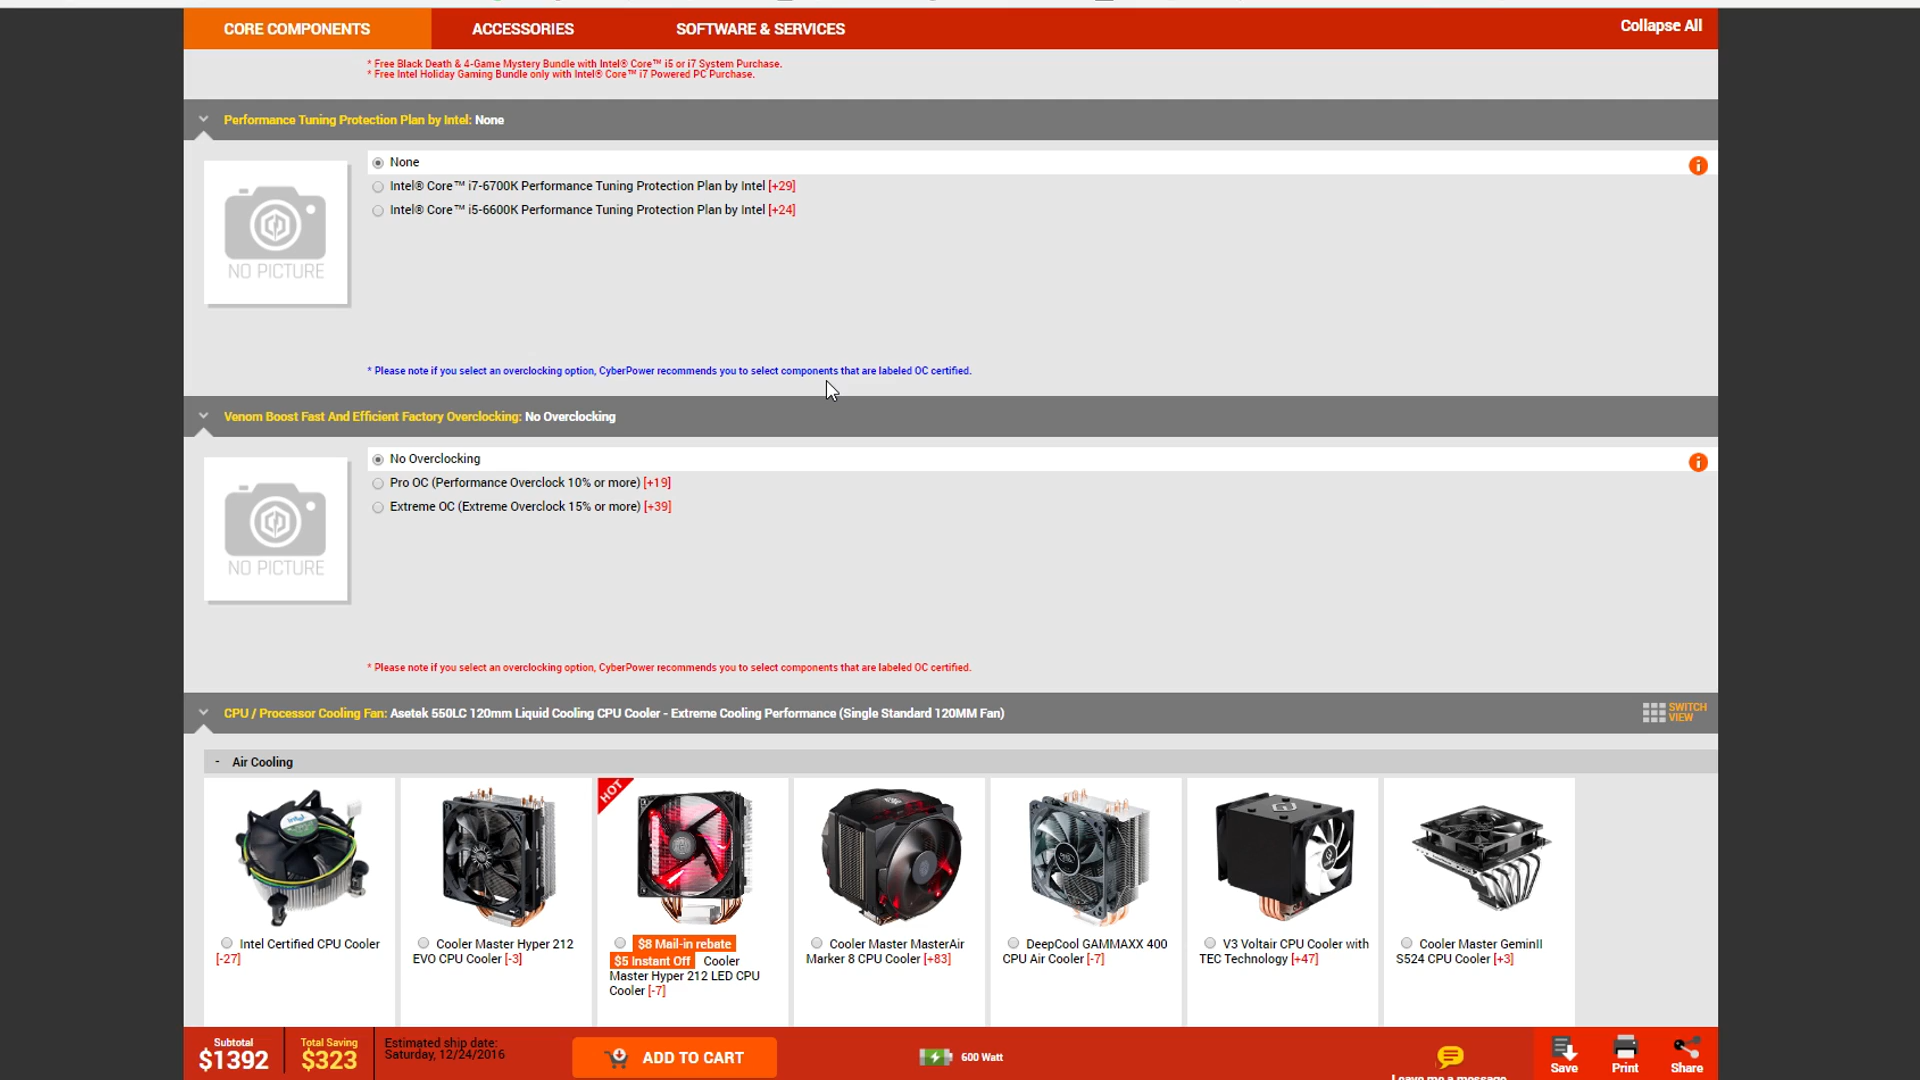 CORE COMPONENTS ACCESSORIES SOFTWARE & SERVICES Collapse All
* Free Black Death & 4-Game Mystery Bundle with Intel® Core™ i5 or i7 System Purchase.
* Free Intel Holiday Gaming Bundle only with Intel® Core™ i7 Powered PC Purchase.
Performance Tuning Protection Plan by Intel: None
None
Intel® Core™ i7-6700K Performance Tuning Protection Plan by Intel [+29]
Intel® Core™ i5-6600K Performance Tuning Protection Plan by Intel [+24]
NO PICTURE
* Please note if you select an overclocking option, CyberPower recommends you to select components that are labeled OC certified.
Venom Boost Fast And Efficient Factory Overclocking: No Overclocking
No Overclocking
Pro OC (Performance Overclock 10% or more) [+19]
Extreme OC (Extreme Overclock 15% or more) [+39]
NO PICTURE
* Please note if you select an overclocking option, CyberPower recommends you to select components that are labeled OC certified.
CPU / Processor Cooling Fan: Asetek 550LC 120mm Liquid Cooling CPU Cooler - Extreme Cooling Performance (Single Standard 120MM Fan)
SWITCH
VIEW
- Air Cooling
HOT
intel
Intel Certified CPU Cooler
[-27]
Cooler Master Hyper 212
EVO CPU Cooler [-3]
$8 Mail-in rebate
$5 Instant Off Cooler
Master Hyper 212 LED CPU
Cooler [-7]
Cooler Master MasterAir
Marker 8 CPU Cooler [+83]
DeepCool GAMMAXX 400
CPU Air Cooler [-7]
V3 Voltair CPU Cooler with
TEC Technology [+47]
Cooler Master GeminII
S524 CPU Cooler [+3]
Subtotal
$1392
Total Saving
$323
Estimated ship date:
Saturday, 12/24/2016
ADD TO CART
600 Watt
Leave me a message
Save
Print
Share